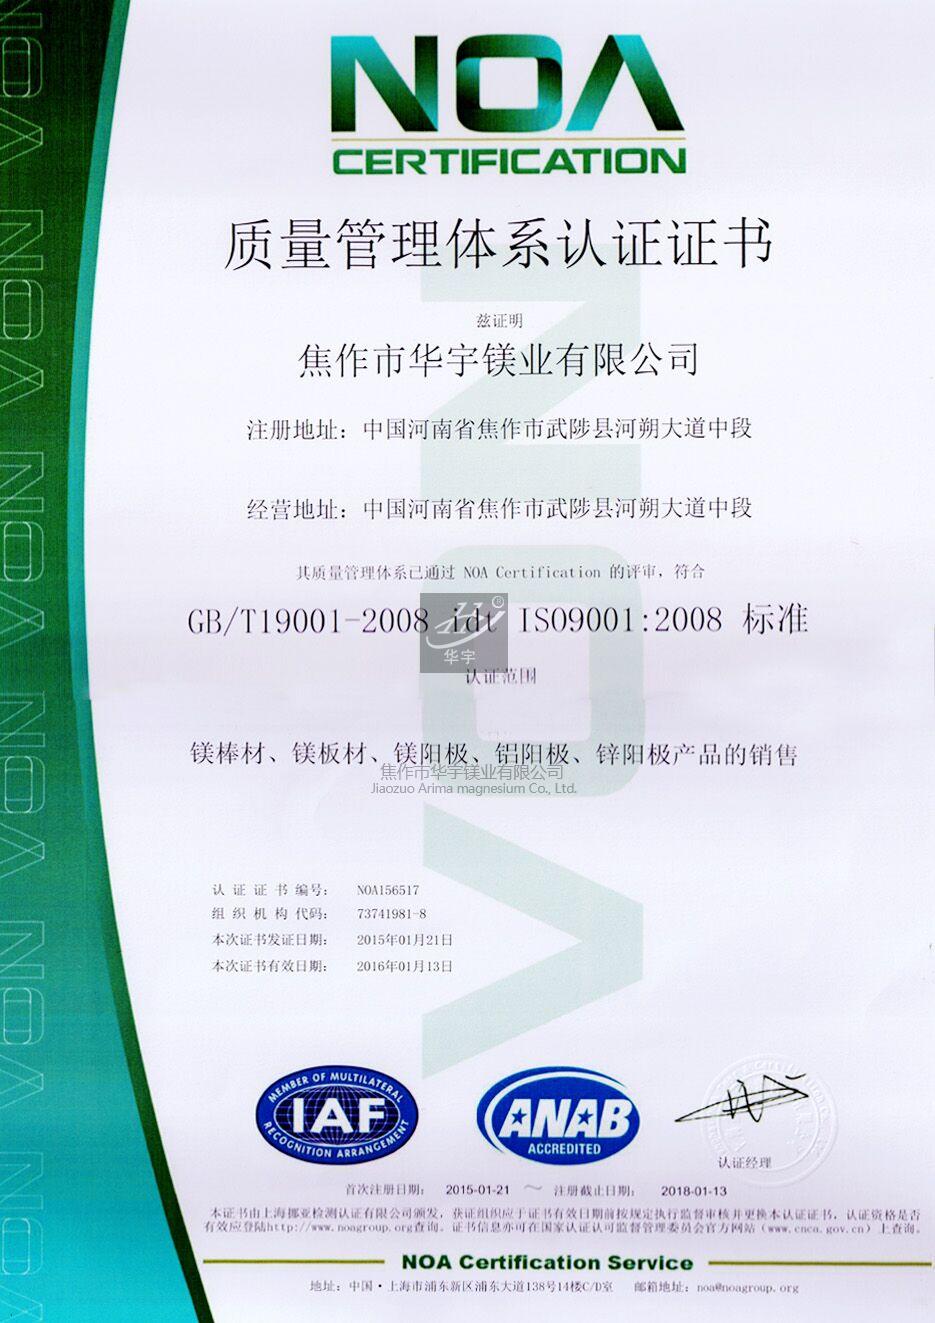 NOA
CERTIFICATION
质量管理体系认证证书
兹证明
焦作市华宇镁业有限公司
注册地址：中国河南省焦作市武陟县河朔大道中段
经营地址：中国河南省焦作市武陟县河朔大道中段
其质量管理体系已通过 NOA Certification 的评审，符合
GB/T19001-2008 idt ISO9001:2008 标准
华宇
认证范围
镁棒材、镁板材、镁阳极、铝阳极、锌阳极产品的销售
焦作市华宇镁业有限公司
Jiaozuo Arima magnesium Co., Ltd.
认证证书编号： NOA156517
组织机构代码： 73741981-8
本次证书发证日期： 2015年01月21日
本次证书有效日期： 2016年01月13日
MEMBER OF MULTILATERAL
IAF
RECOGNITION ARRANGEMENT
ANAB
ACCREDITED
认证经理
首次注册日期： 2015-01-21 ～ 注册截止日期： 2018-01-13
本证书由上海挪亚检测认证有限公司颁发，获证组织应于证书有效日期前按规定执行监督审核并更换本认证证书，认证资格是否
有效应登陆http://www.noagroup.org查询。证书信息亦可在国家认证认可监督管理委员会官方网站（www.cnca.gov.cn）上查询。
NOA Certification Service
地址：中国·上海市浦东新区浦东大道138号14楼C/D室 邮箱地址：noa@noagroup.org